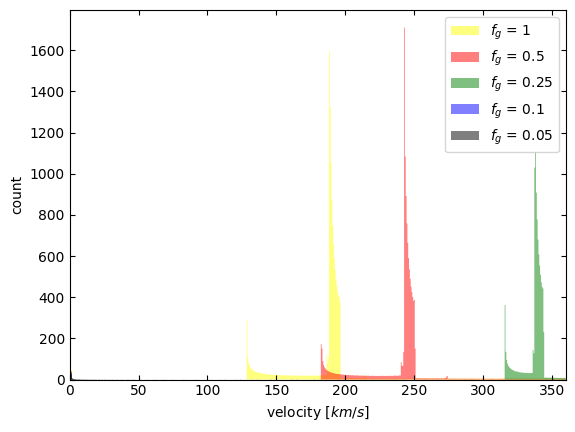 1600
1400
1200
1000
800
600
400
200
0
count
0 50 100 150 200 250 300 350
velocity [km/s]
f_g = 1
f_g = 0.5
f_g = 0.25
f_g = 0.1
f_g = 0.05